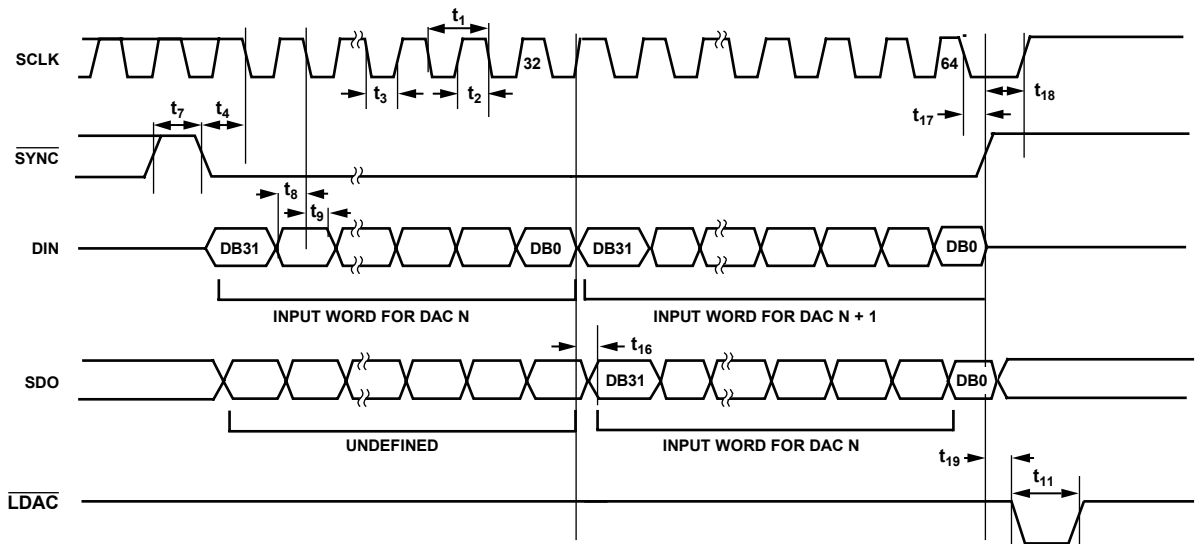 t1
SCLK
32
64
t3
t2
t18
t17
t7
t4
SYNC
t8
t9
DIN
DB31
DB0
DB31
DB0
INPUT WORD FOR DAC N
INPUT WORD FOR DAC N + 1
t16
SDO
DB31
DB0
UNDEFINED
INPUT WORD FOR DAC N
t19
t11
LDAC